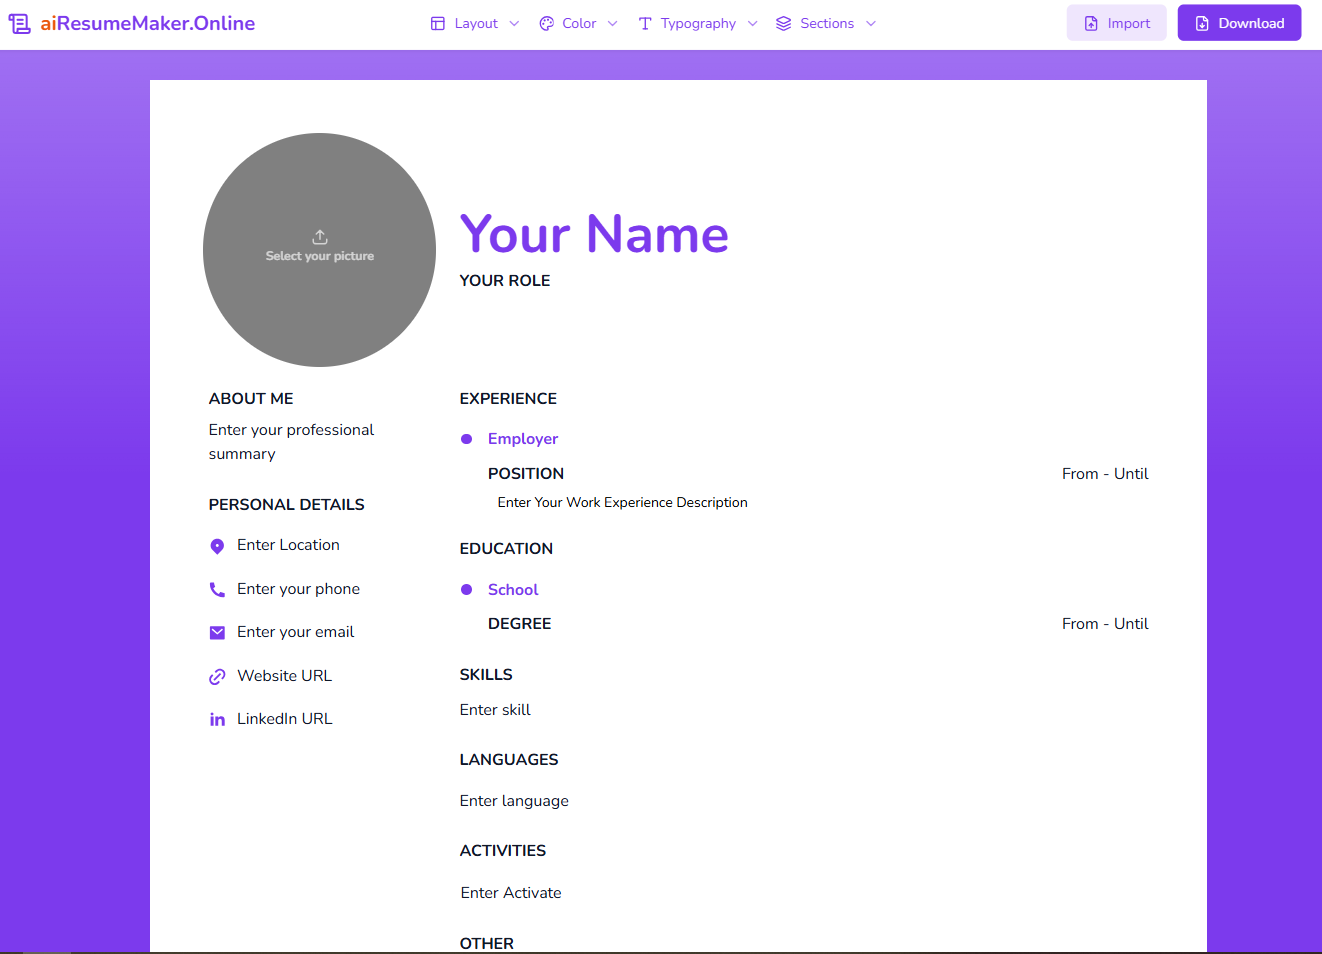 aiResumeMaker.Online
Layout
Color
Typography
Sections
Import
Download
Select your picture
Your Name
YOUR ROLE
ABOUT ME
Enter your professional
summary
PERSONAL DETAILS
Enter Location
Enter your phone
Enter your email
Website URL
LinkedIn URL
EXPERIENCE
Employer
POSITION
From - Until
Enter Your Work Experience Description
EDUCATION
School
DEGREE
From - Until
SKILLS
Enter skill
LANGUAGES
Enter language
ACTIVITIES
Enter Activate
OTHER